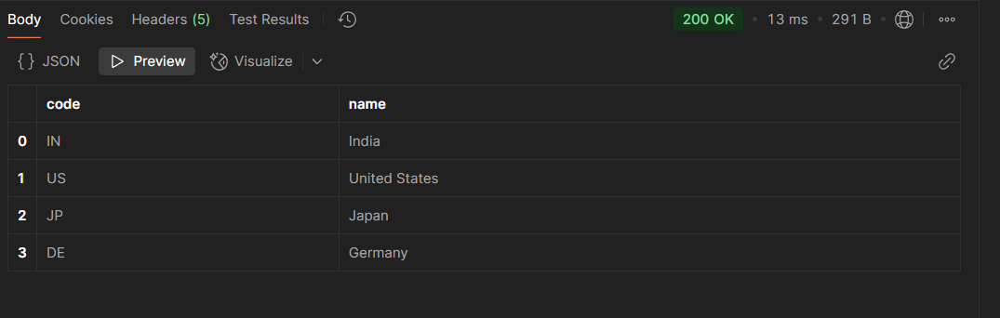 Body Cookies Headers (5) Test Results 200 OK • 13 ms • 291 B •
{} JSON Preview Visualize
code name
0 IN India
1 US United States
2 JP Japan
3 DE Germany